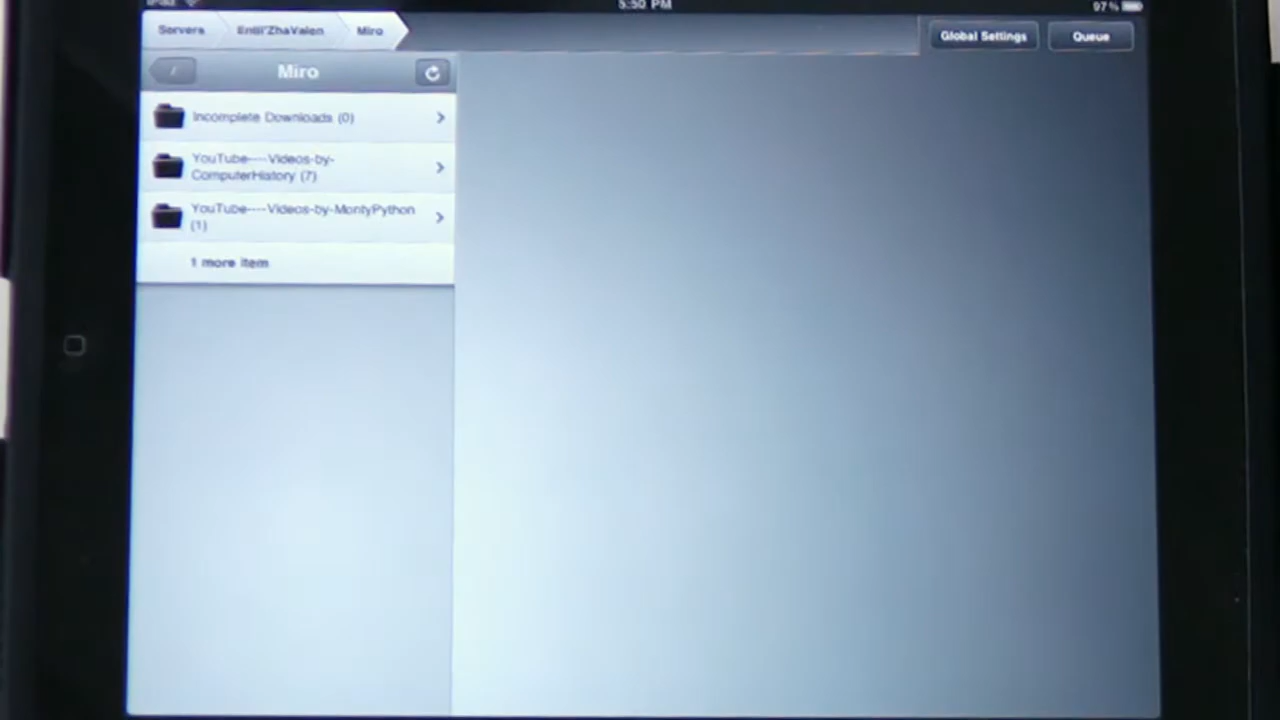 iPad
5:50 PM
97%
Servers
Entil'ZhaValen
Miro
Global Settings
Queue
/
Miro
Incomplete Downloads (0)
YouTube----Videos-by-
ComputerHistory (7)
YouTube----Videos-by-MontyPython
(1)
1 more item